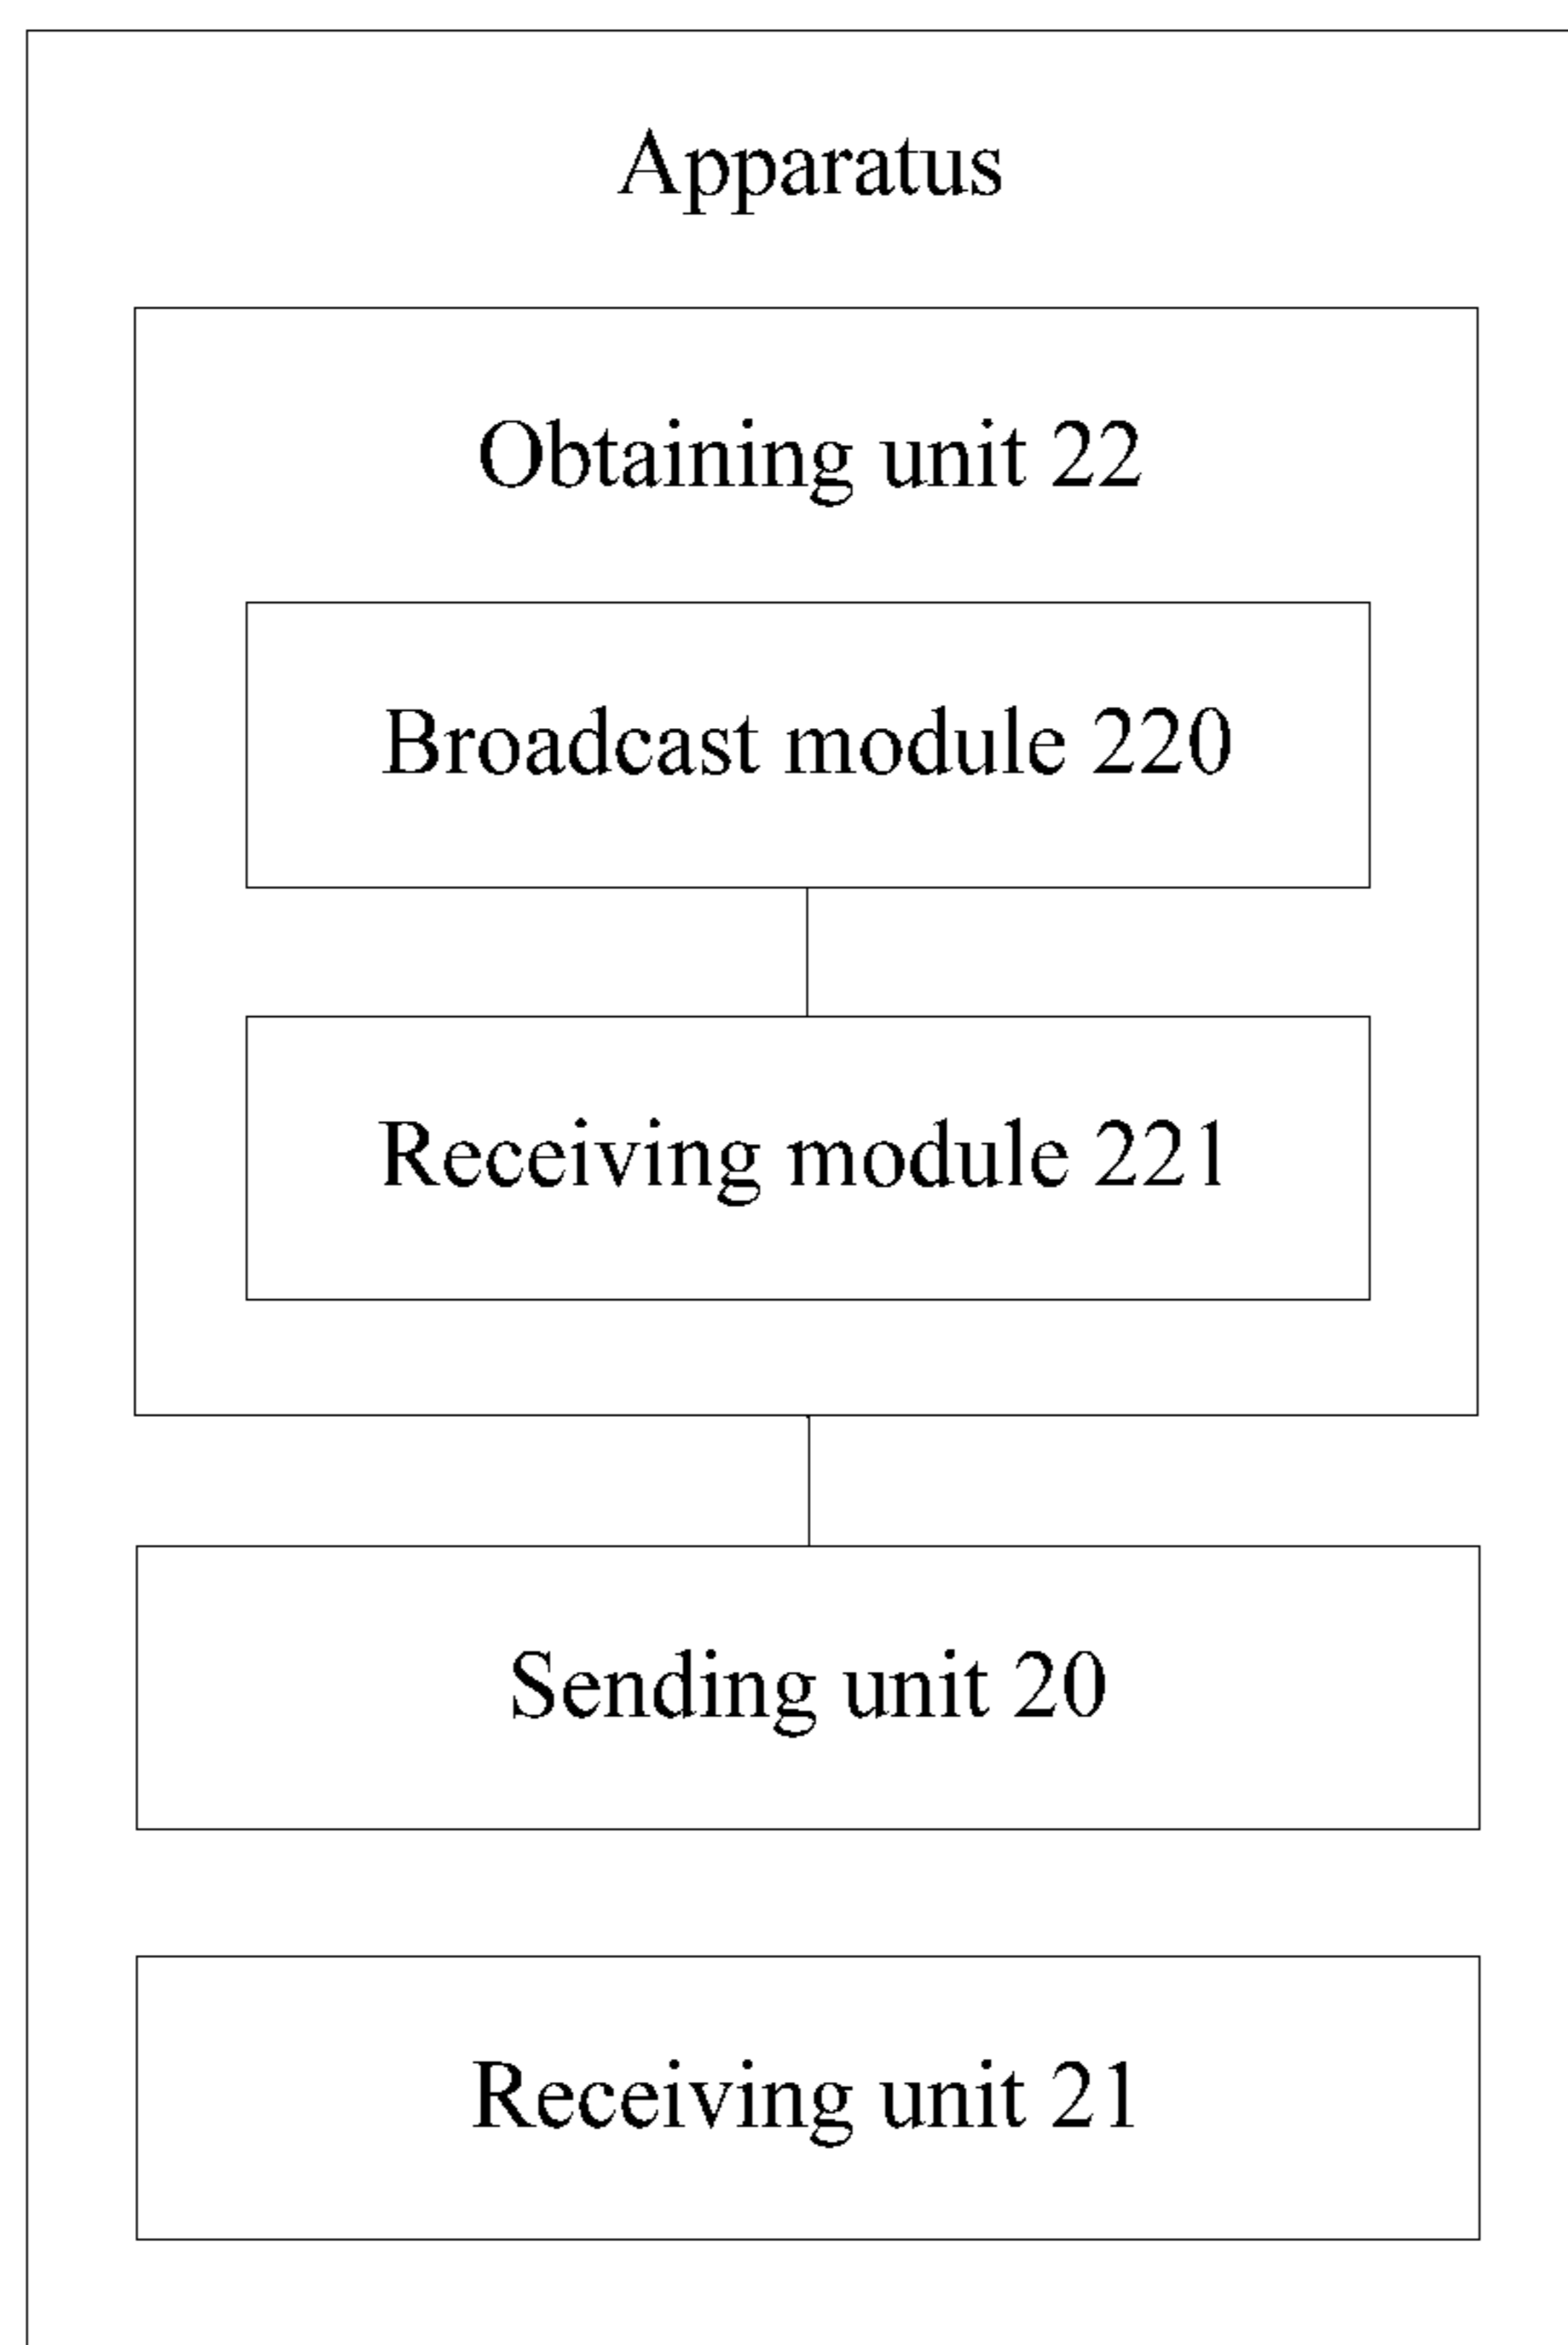 Apparatus
Obtaining unit 22
Broadcast module 220
Receiving module 221
Sending unit 20
Receiving unit 21